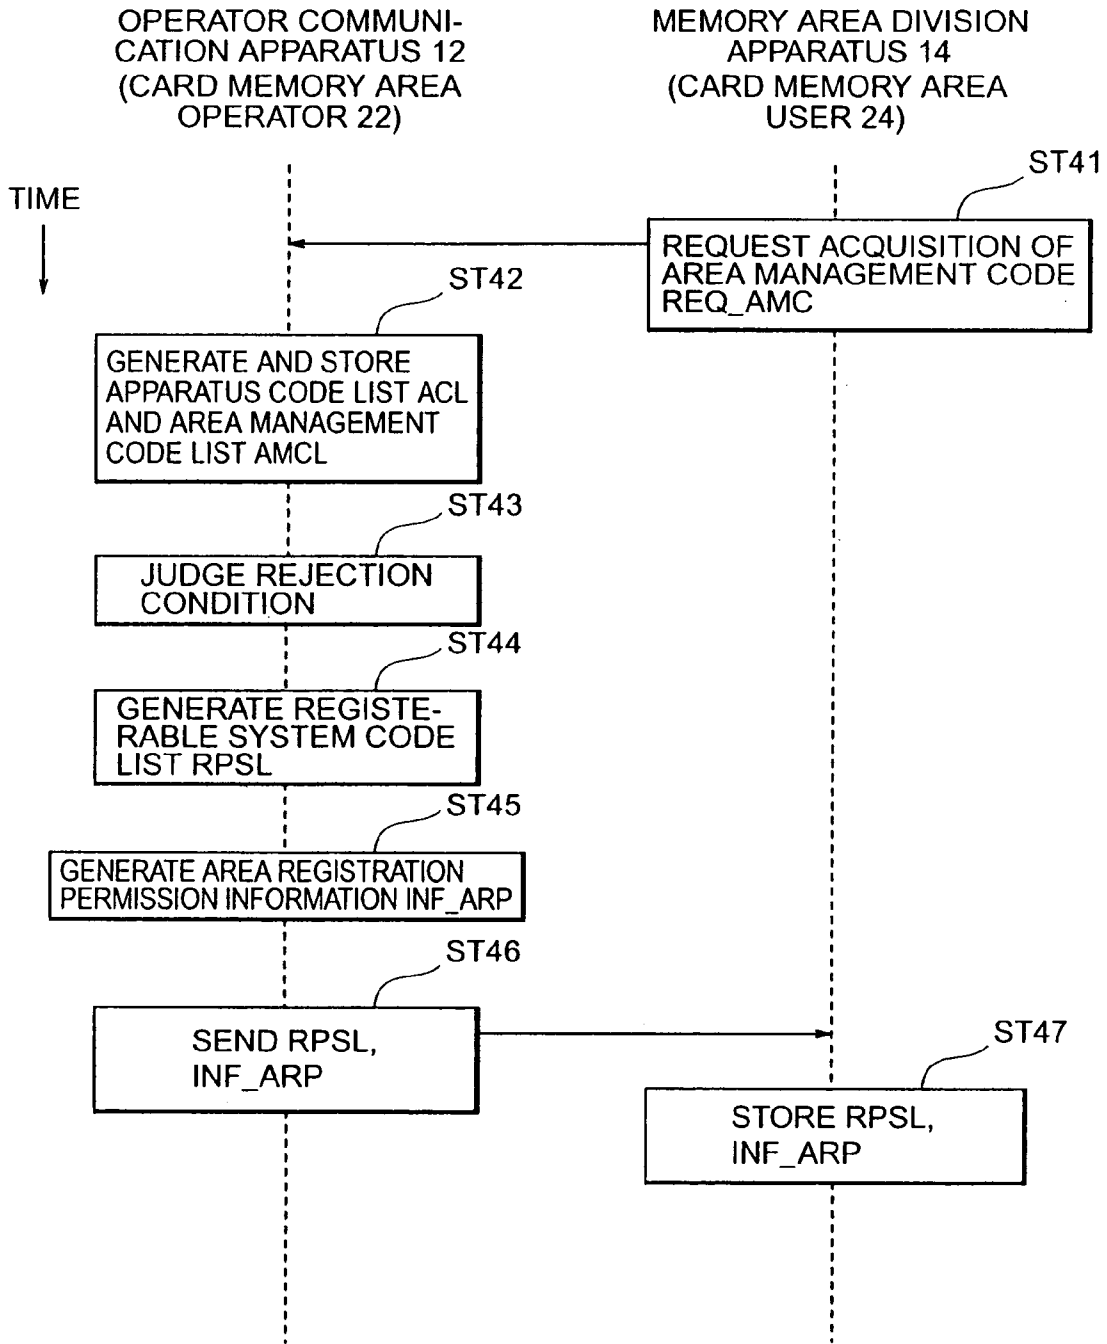 OPERATOR COMMUNI-
CATION APPARATUS 12
(CARD MEMORY AREA
OPERATOR 22)
MEMORY AREA DIVISION
APPARATUS 14
(CARD MEMORY AREA
USER 24)
TIME
ST41
REQUEST ACQUISITION OF
AREA MANAGEMENT CODE
REQ_AMC
ST42
GENERATE AND STORE
APPARATUS CODE LIST ACL
AND AREA MANAGEMENT
CODE LIST AMCL
ST43
JUDGE REJECTION
CONDITION
ST44
GENERATE REGISTE-
RABLE SYSTEM CODE
LIST RPSL
ST45
GENERATE AREA REGISTRATION
PERMISSION INFORMATION INF_ARP
ST46
SEND RPSL,
INF_ARP
ST47
STORE RPSL,
INF_ARP